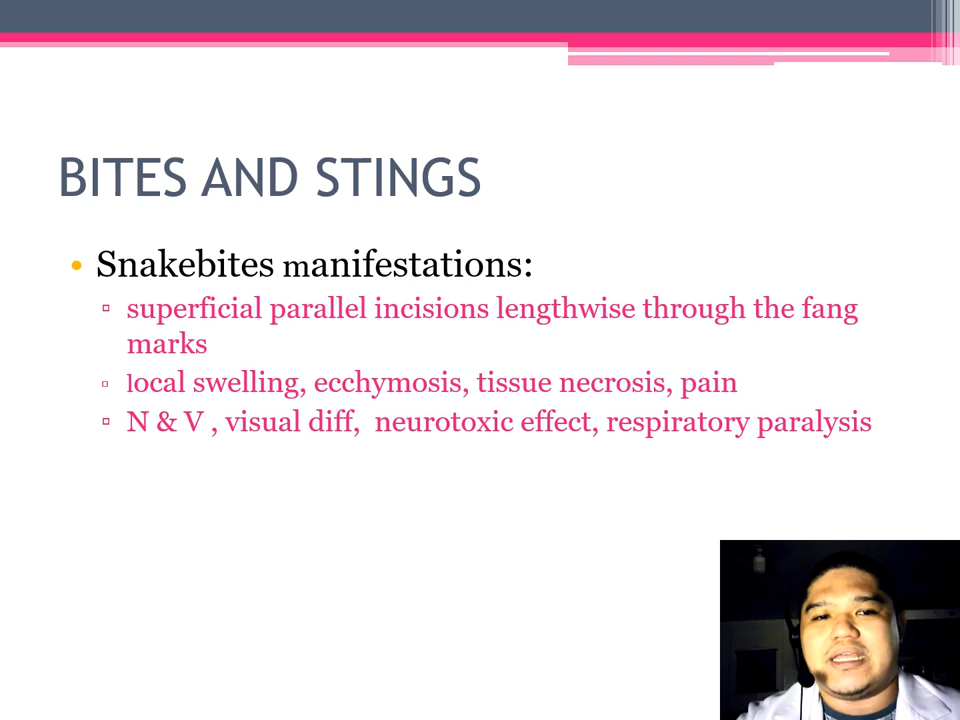 BITES AND STINGS
• Snakebites manifestations:
▫ superficial parallel incisions lengthwise through the fang
marks
▫ local swelling, ecchymosis, tissue necrosis, pain
▫ N & V , visual diff,  neurotoxic effect, respiratory paralysis